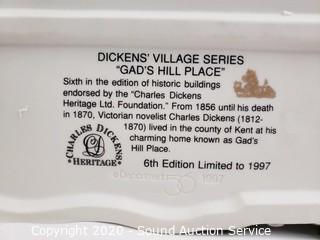 DICKENS' VILLAGE SERIES
"GAD'S HILL PLACE"
Sixth in the edition of historic buildings
endorsed by the "Charles Dickens
Heritage Ltd. Foundation." From 1856 until his death
in 1870, Victorian novelist Charles Dickens (1812-
1870) lived in the county of Kent at his
charming home known as Gad's
Hill Place.
CHARLES DICKENS
CD
• HERITAGE •
6th Edition Limited to 1997
©Department 56 1997
Copyright 2020 - Sound Auction Service